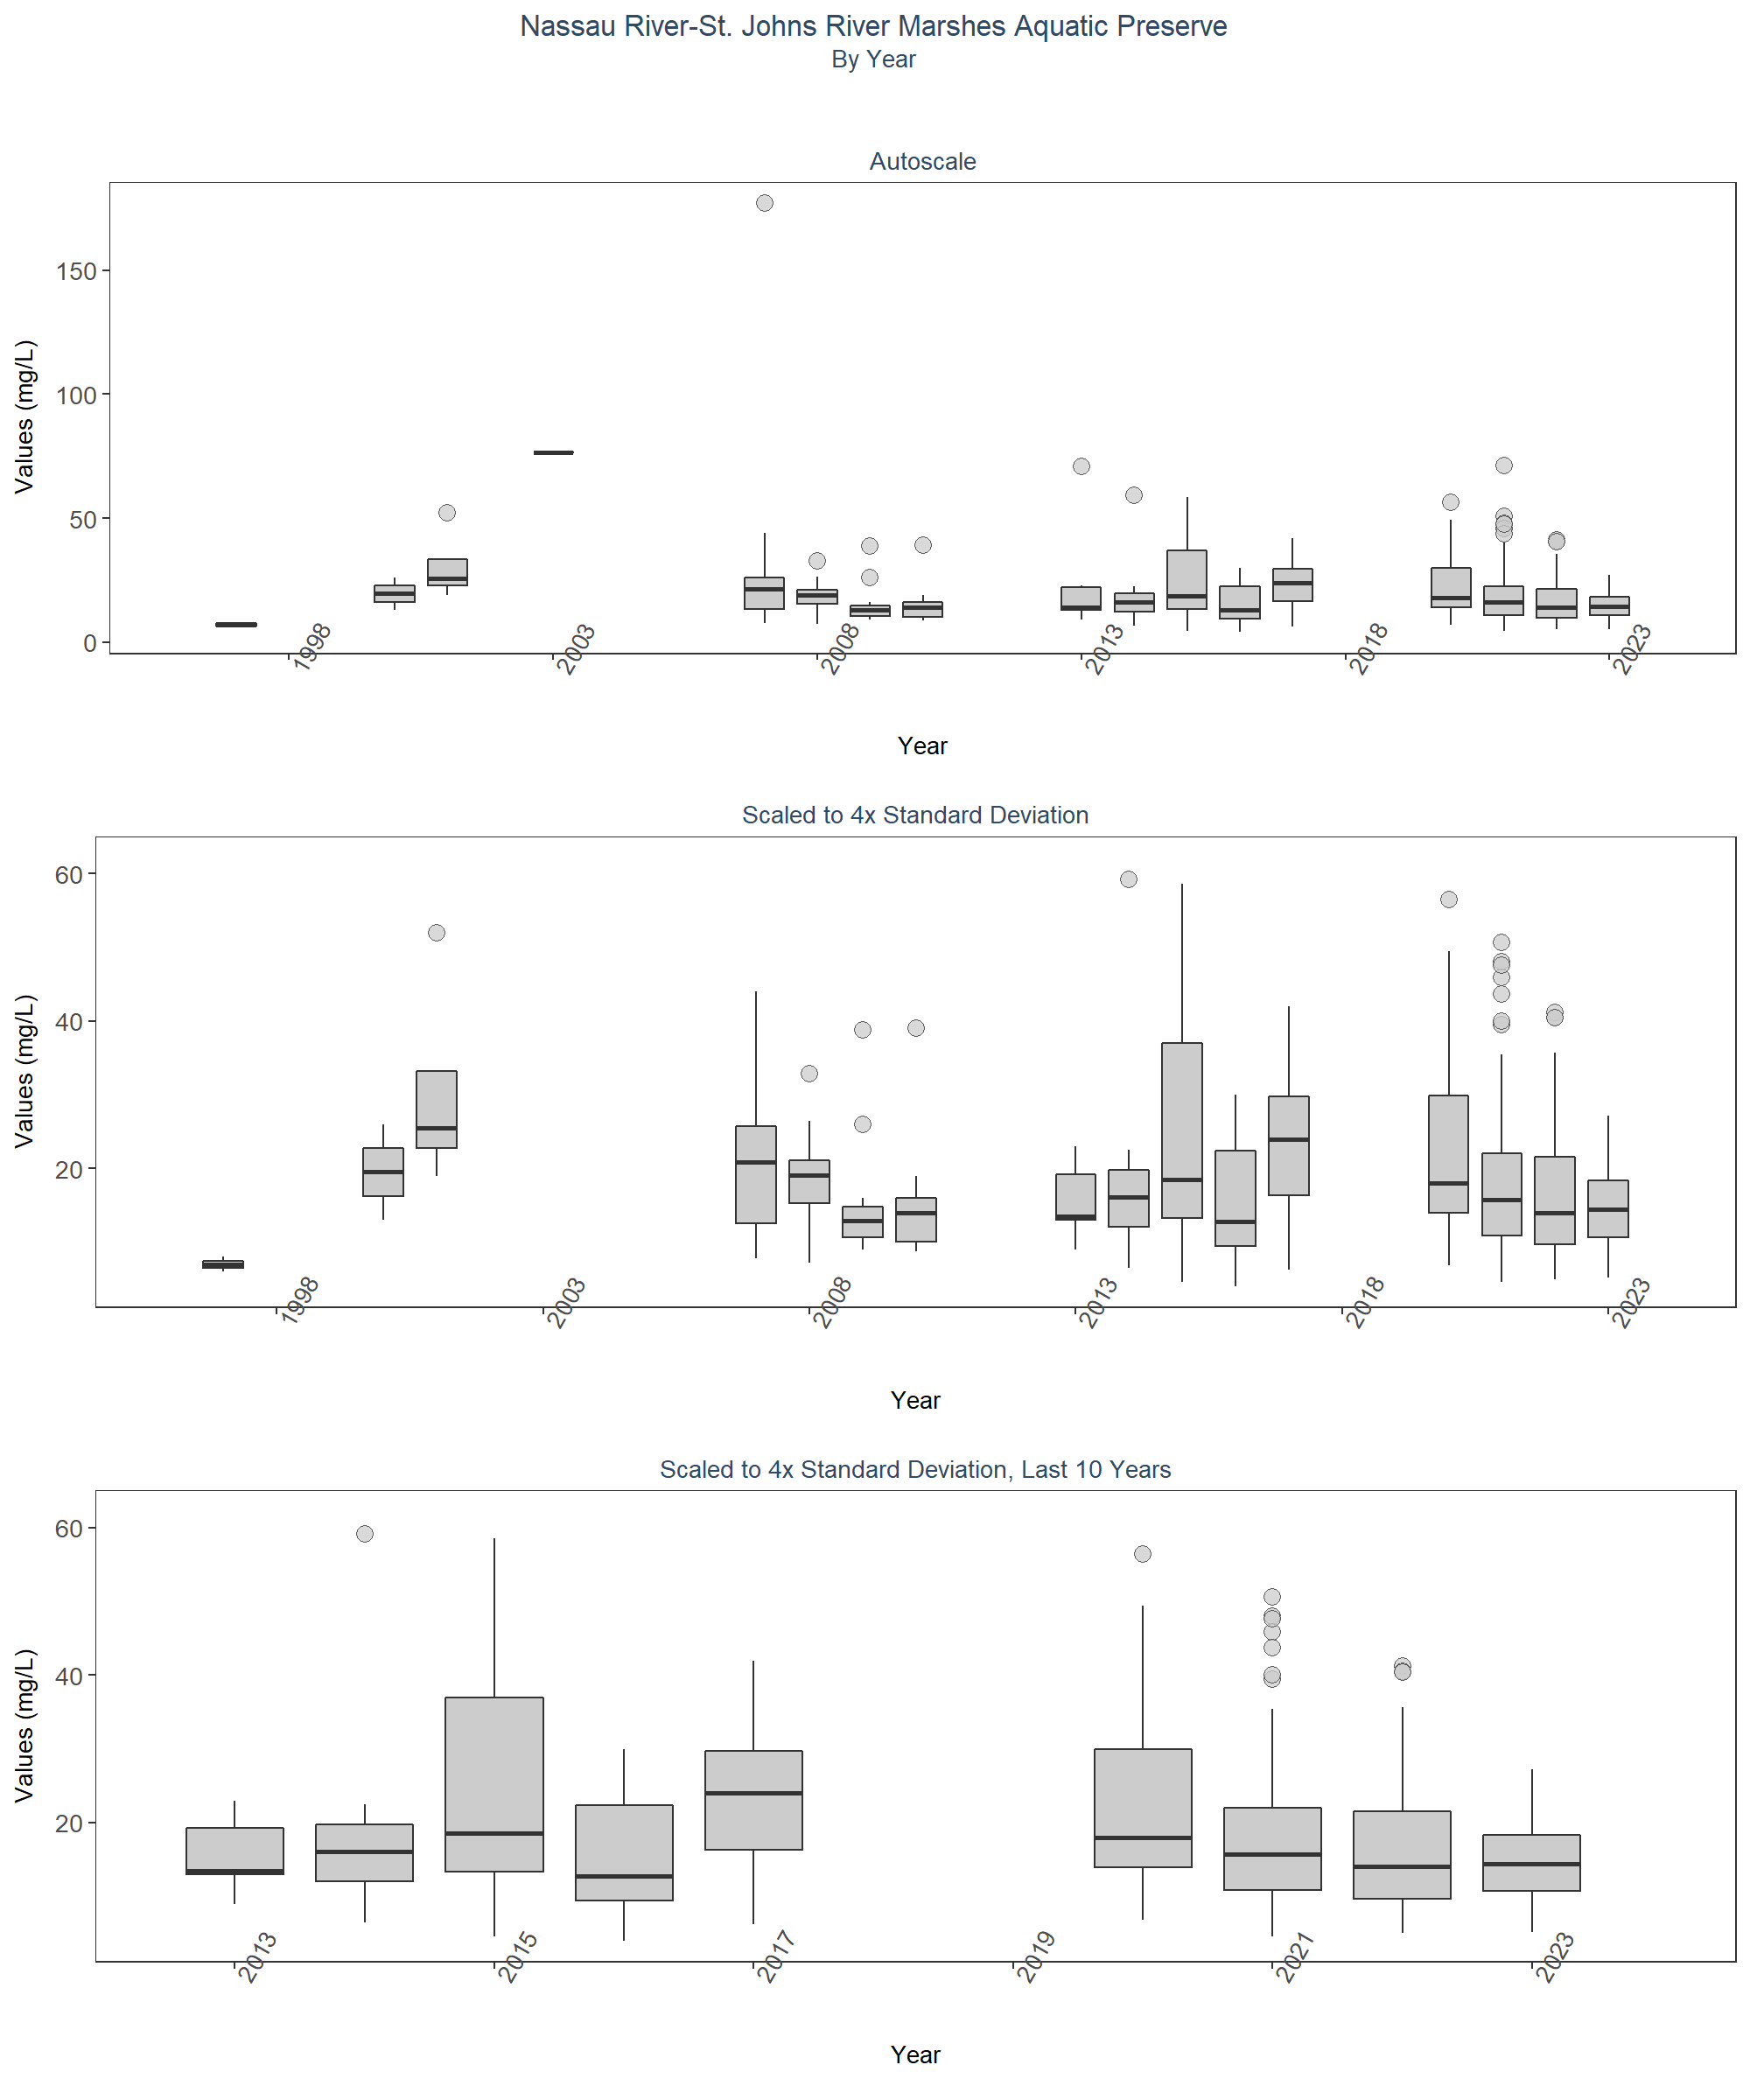 Nassau River-St. Johns River Marshes Aquatic Preserve
By Year
Autoscale
Values (mg/L)
150
100
50
0
1998
2003
2008
2013
2018
2023
Year
Scaled to 4x Standard Deviation
Values (mg/L)
60
40
20
1998
2003
2008
2013
2018
2023
Year
Scaled to 4x Standard Deviation, Last 10 Years
Values (mg/L)
60
40
20
2013
2015
2017
2019
2021
2023
Year